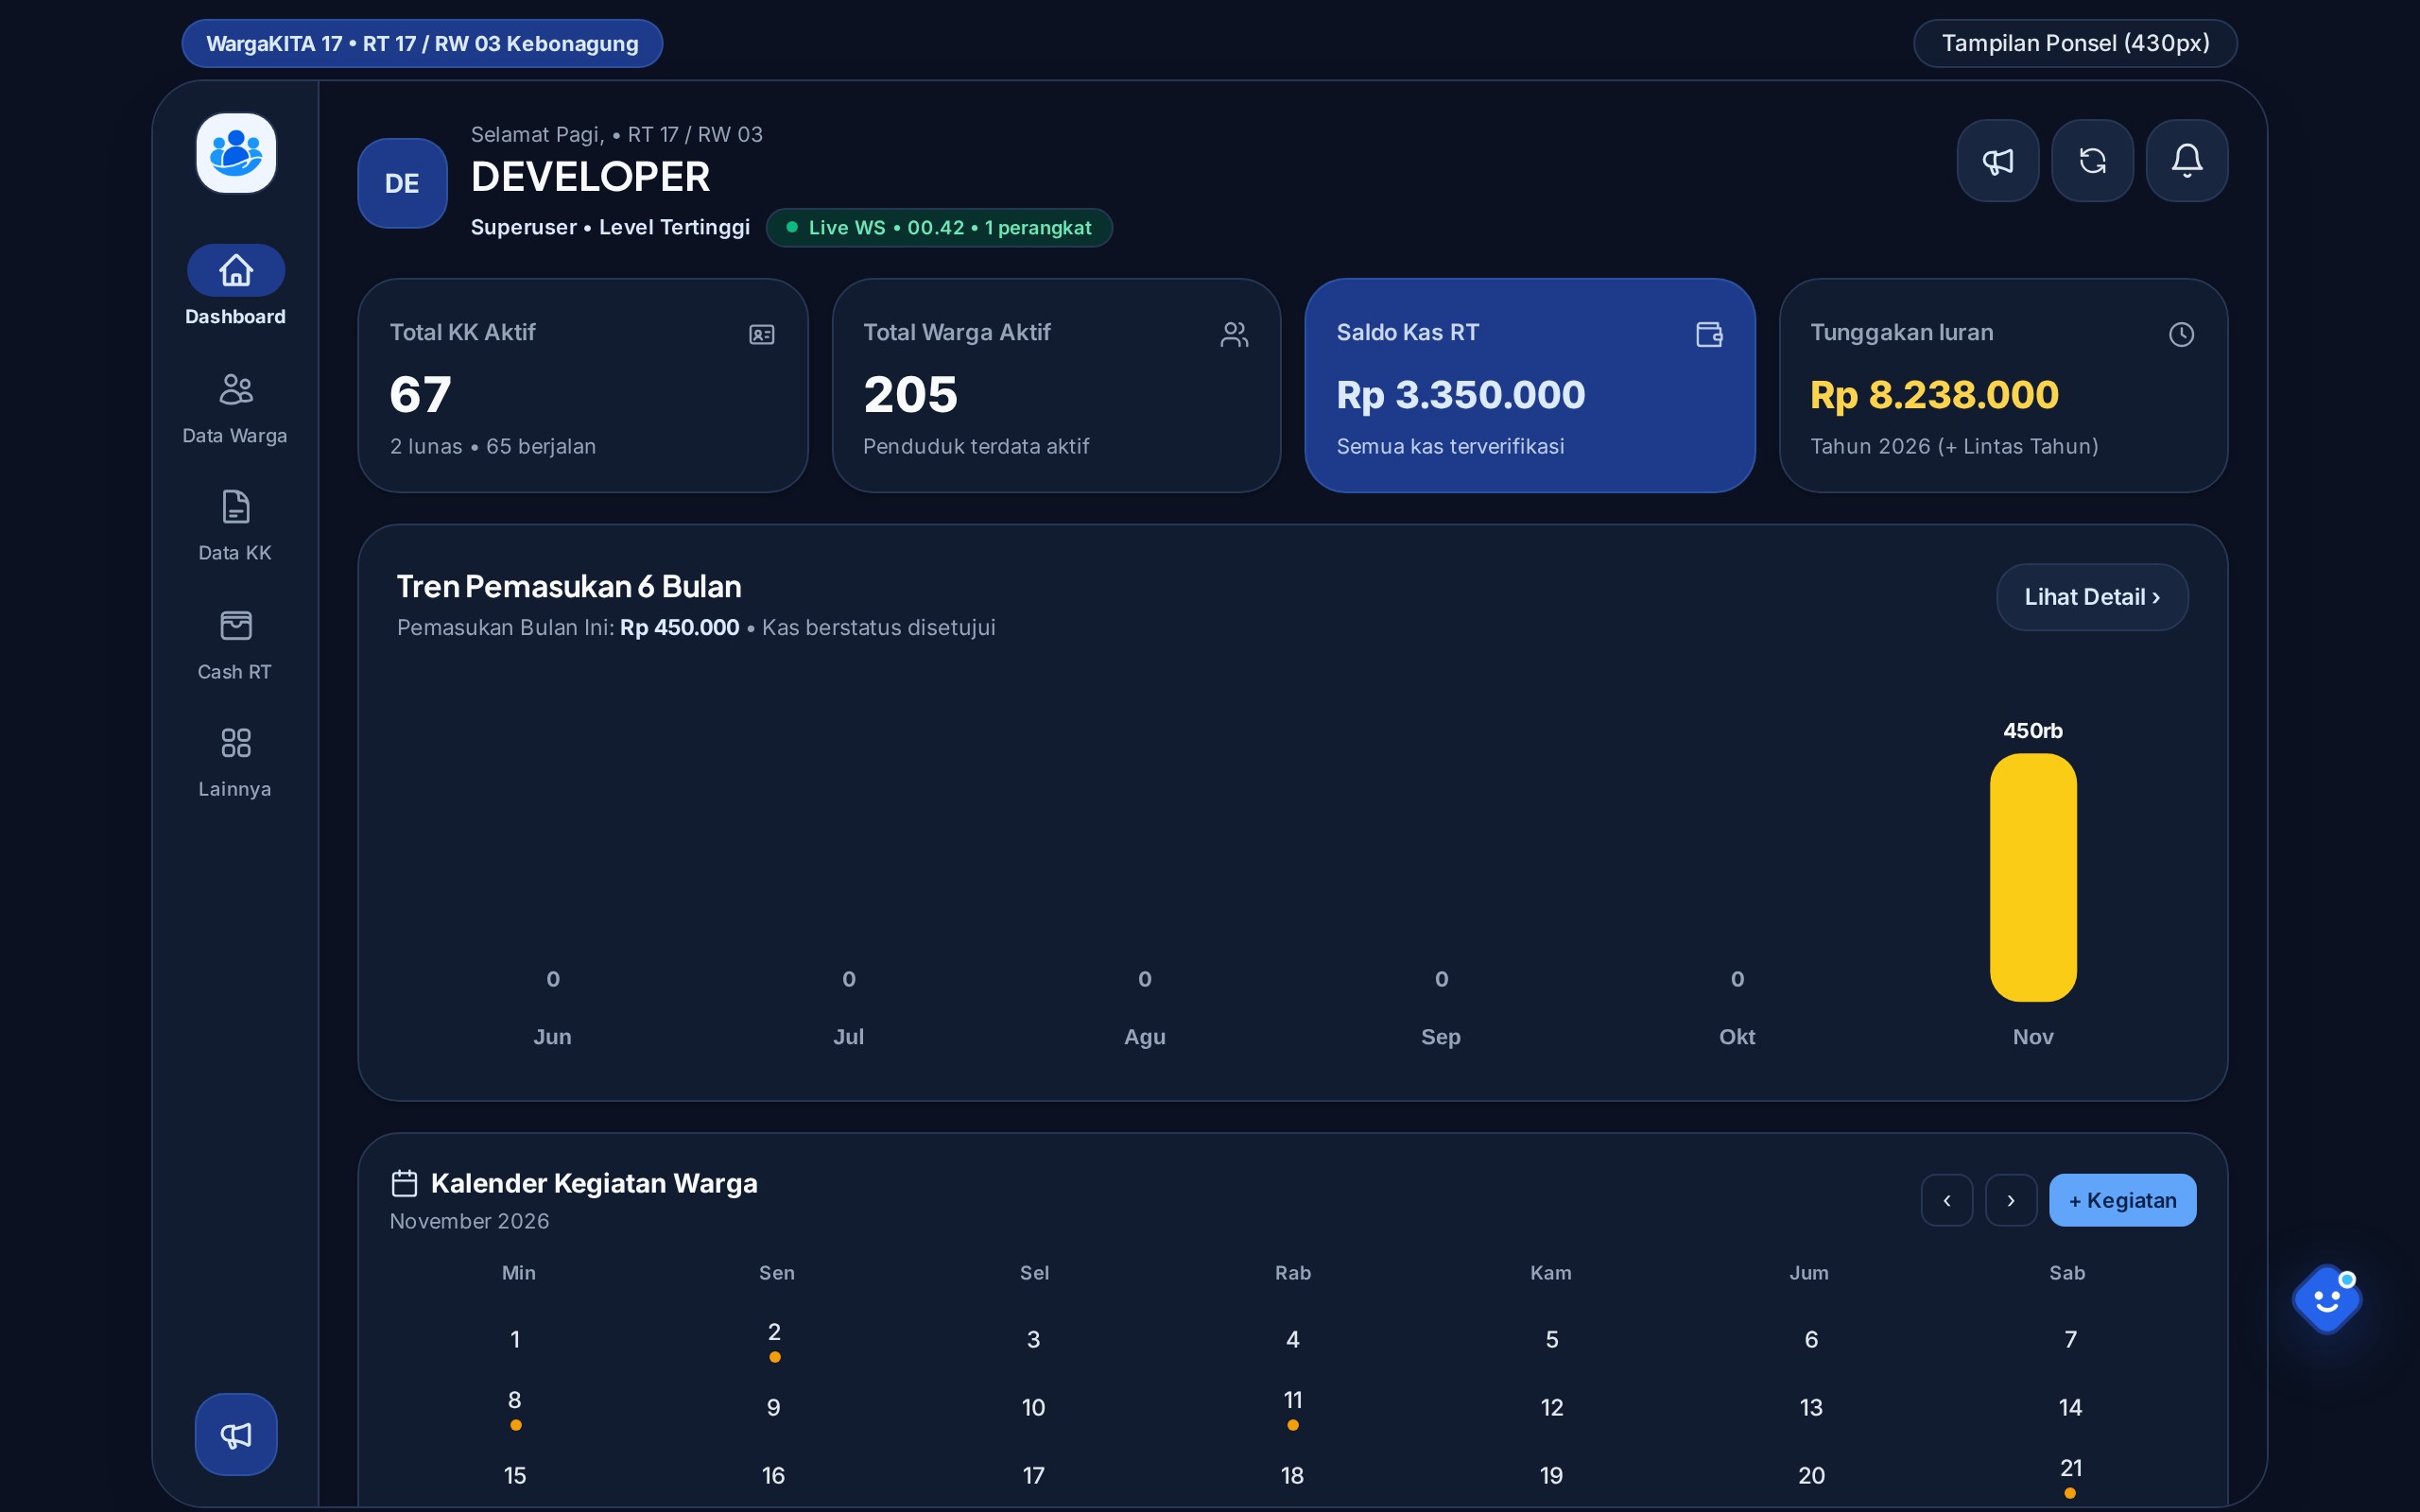 WargaKITA 17 • RT 17 / RW 03 Kebonagung
Tampilan Ponsel (430px)
Dashboard
Data Warga
Data KK
Cash RT
Lainnya
DE
Selamat Pagi, • RT 17 / RW 03
DEVELOPER
Superuser • Level Tertinggi
Live WS • 00.42 • 1 perangkat
Total KK Aktif
67
2 lunas • 65 berjalan
Total Warga Aktif
205
Penduduk terdata aktif
Saldo Kas RT
Rp 3.350.000
Semua kas terverifikasi
Tunggakan Iuran
Rp 8.238.000
Tahun 2026 (+ Lintas Tahun)
Tren Pemasukan 6 Bulan
Pemasukan Bulan Ini: Rp 450.000 • Kas berstatus disetujui
Lihat Detail ›
450rb
0 0 0 0 0
Jun Jul Agu Sep Okt Nov
Kalender Kegiatan Warga
November 2026
‹ › + Kegiatan
Min Sen Sel Rab Kam Jum Sab
1 2 3 4 5 6 7
8 9 10 11 12 13 14
15 16 17 18 19 20 21